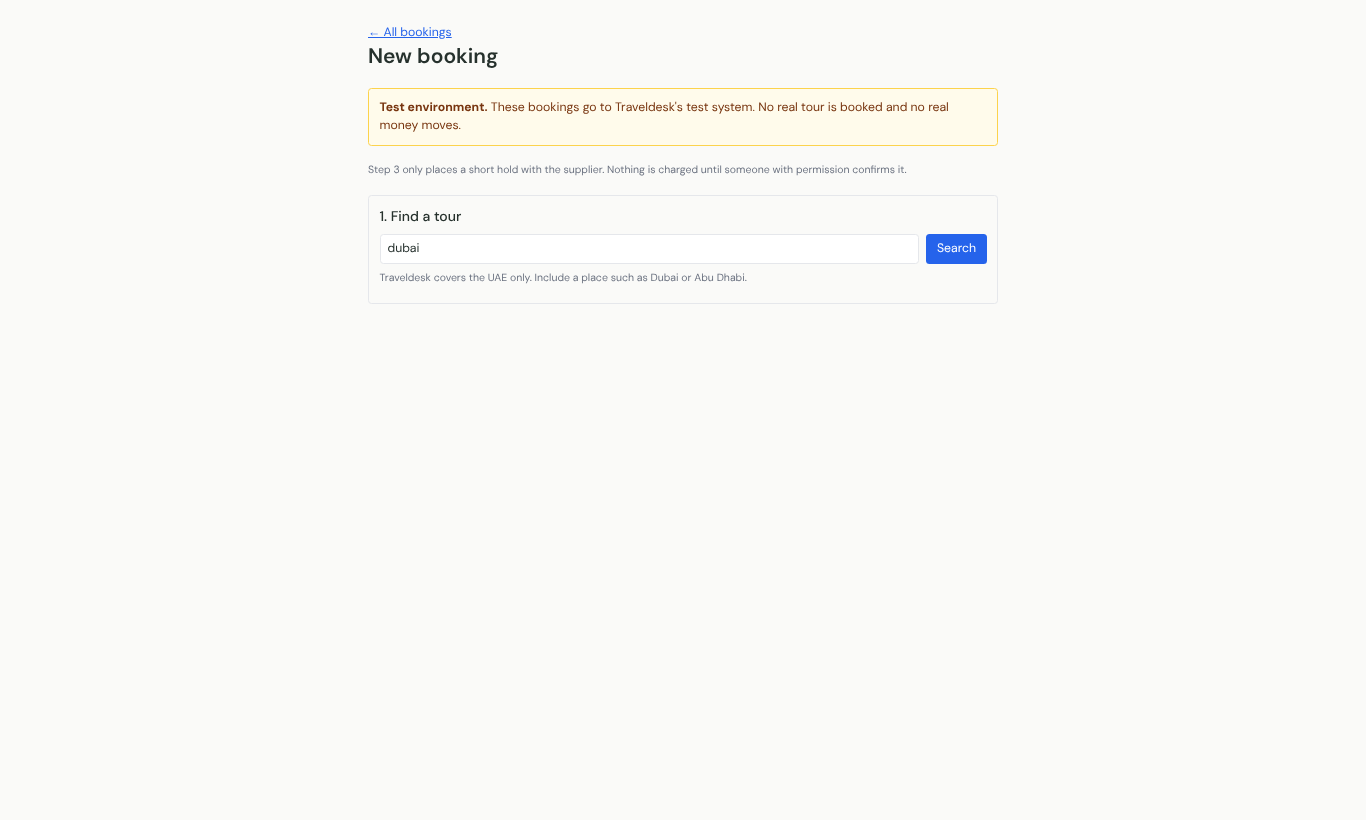 ← All bookings
New booking
Test environment. These bookings go to Traveldesk's test system. No real tour is booked and no real
money moves.
Step 3 only places a short hold with the supplier. Nothing is charged until someone with permission confirms it.
1. Find a tour
dubai
Search
Traveldesk covers the UAE only. Include a place such as Dubai or Abu Dhabi.